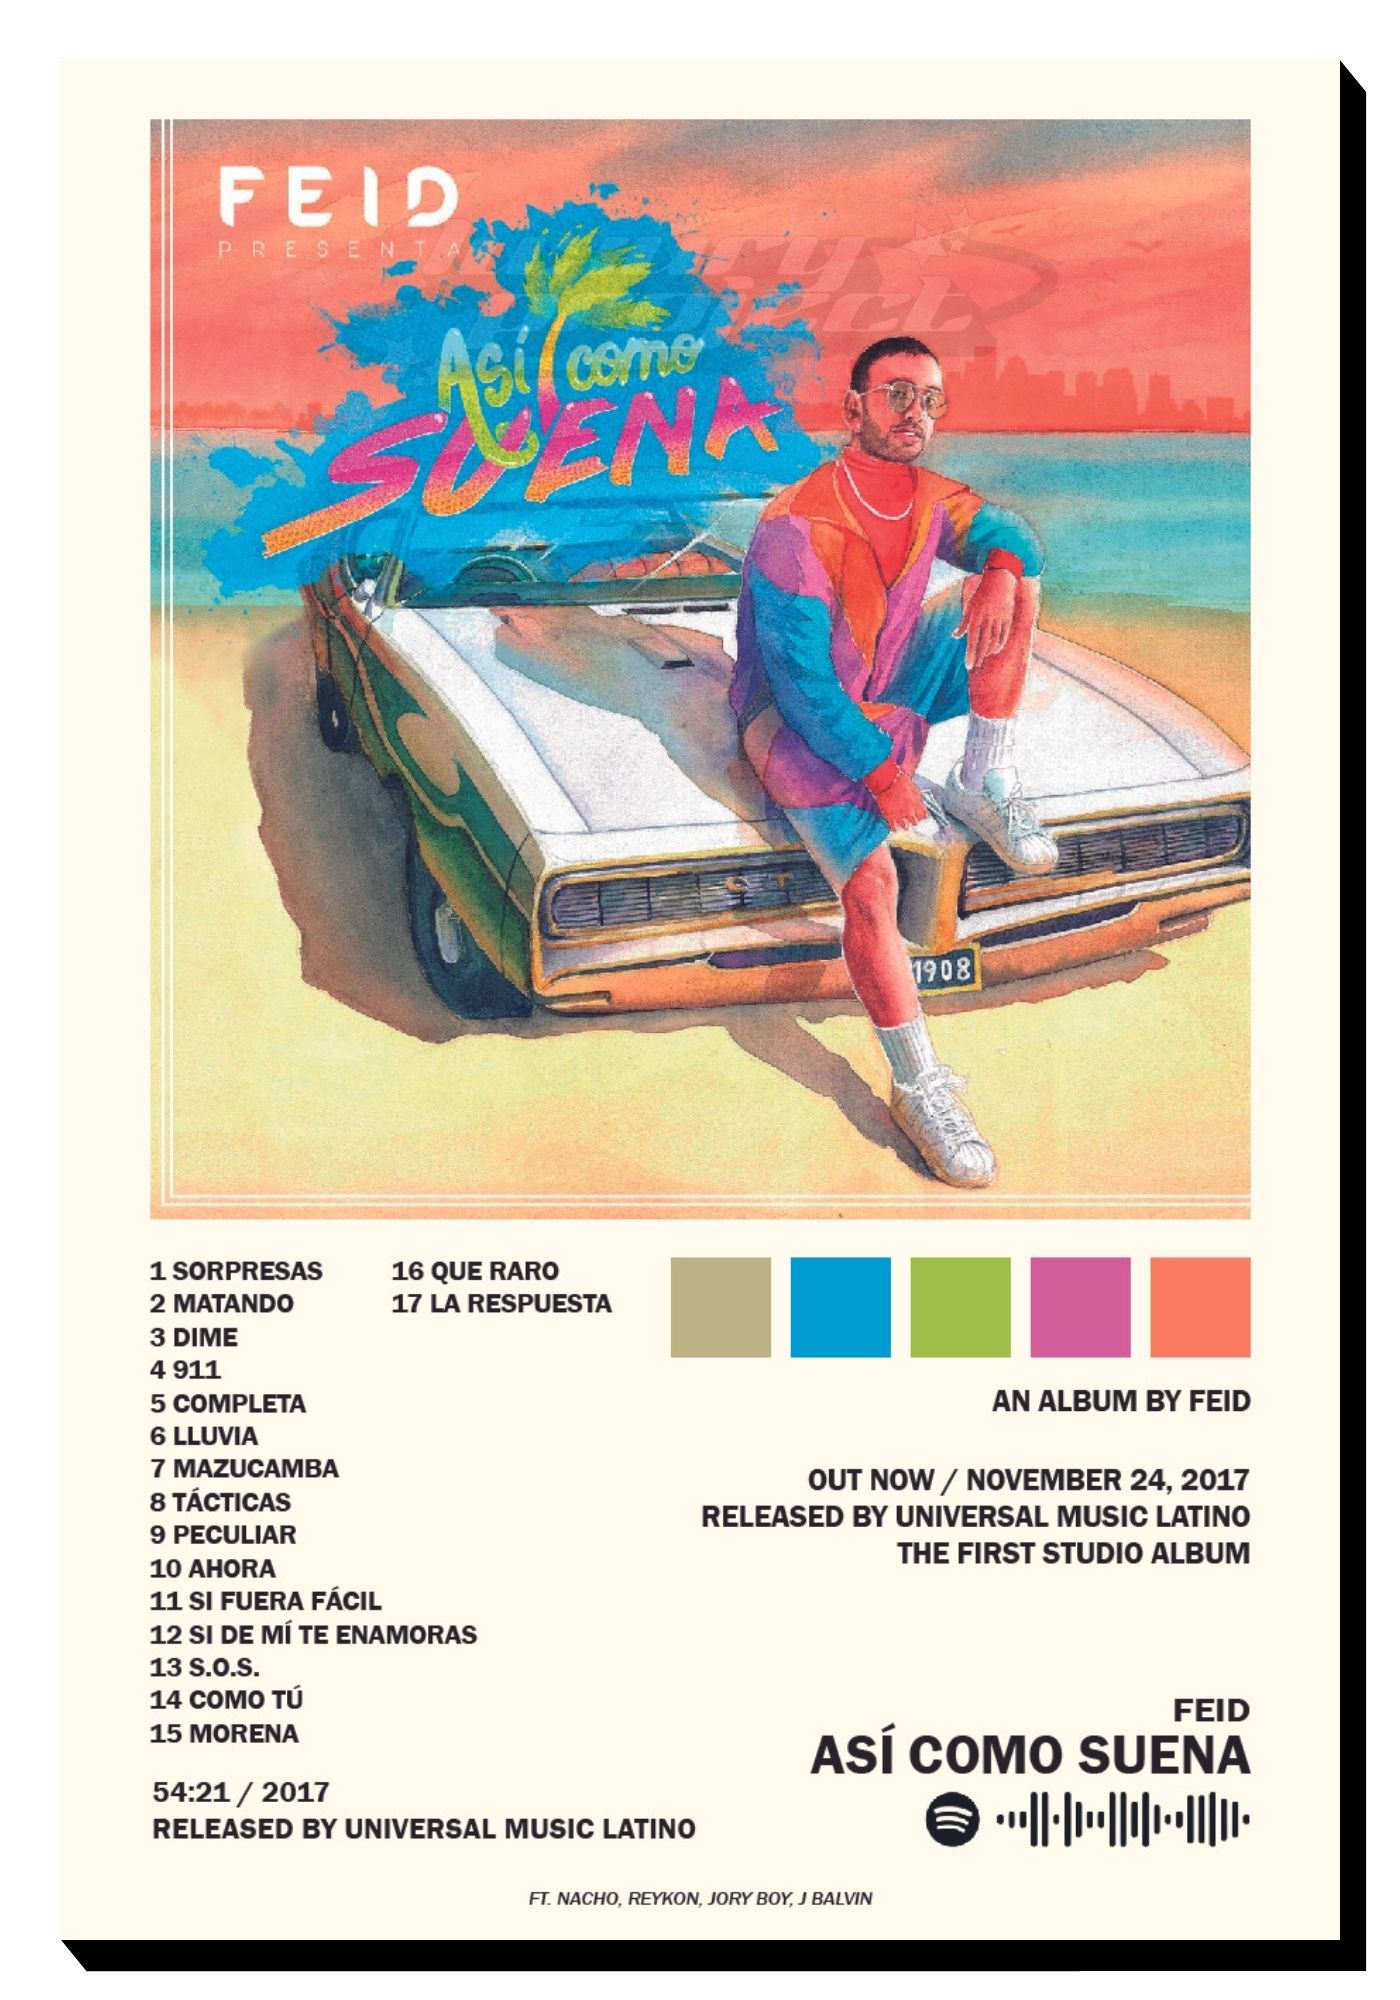 FEID
PRESENTA
Así como
SUENA
GT
1908
1 SORPRESAS
2 MATANDO
3 DIME
4 911
5 COMPLETA
6 LLUVIA
7 MAZUCAMBA
8 TÁCTICAS
9 PECULIAR
10 AHORA
11 SI FUERA FÁCIL
12 SI DE MÍ TE ENAMORAS
13 S.O.S.
14 COMO TÚ
15 MORENA
16 QUE RARO
17 LA RESPUESTA
54:21 / 2017
RELEASED BY UNIVERSAL MUSIC LATINO
AN ALBUM BY FEID
OUT NOW / NOVEMBER 24, 2017
RELEASED BY UNIVERSAL MUSIC LATINO
THE FIRST STUDIO ALBUM
FEID
ASÍ COMO SUENA
FT. NACHO, REYKON, JORY BOY, J BALVIN